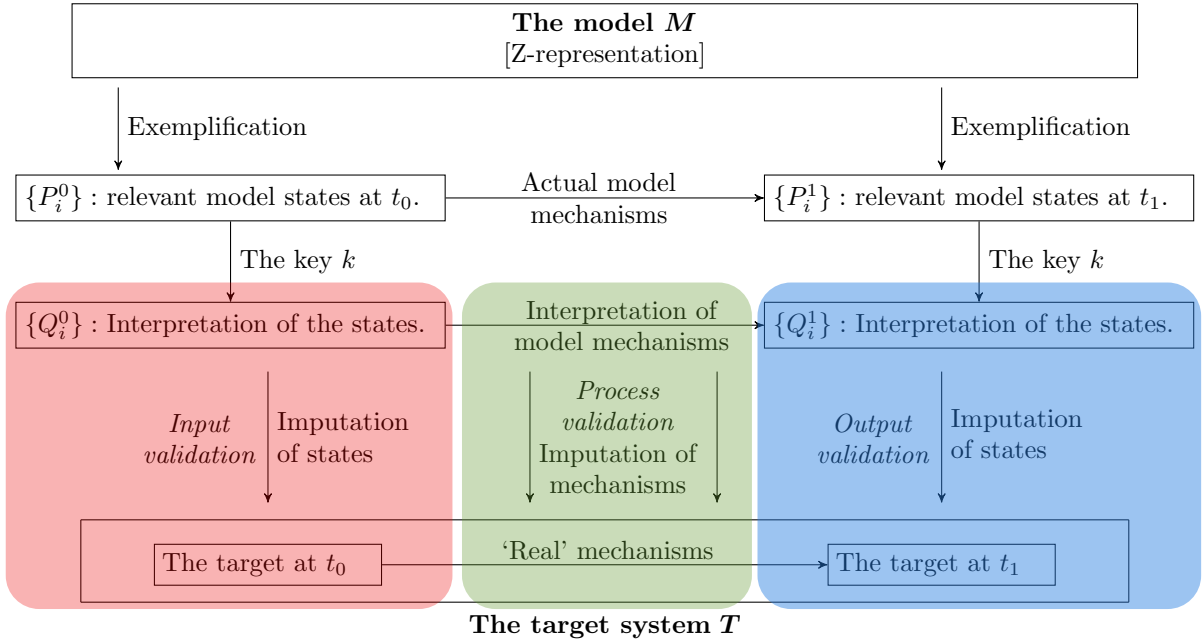 The model M
[Z-representation]
Exemplification
Exemplification
{P_i^0} : relevant model states at t_0.
Actual model
mechanisms
{P_i^1} : relevant model states at t_1.
The key k
The key k
{Q_i^0} : Interpretation of the states.
Interpretation of
model mechanisms
{Q_i^1} : Interpretation of the states.
Input
validation
Imputation
of states
Process
validation
Imputation of
mechanisms
Output
validation
Imputation
of states
The target at t_0
‘Real’ mechanisms
The target at t_1
The target system T